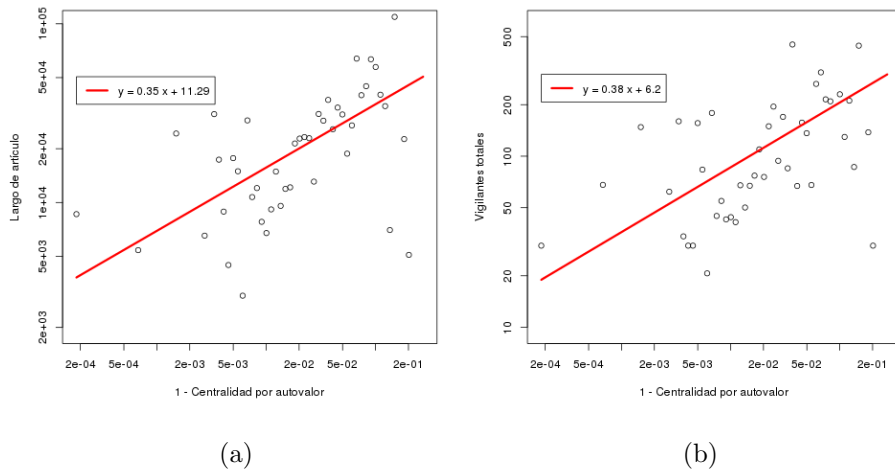 Largo de artículo
1e+05
5e+04
2e+04
1e+04
5e+03
2e+03
y = 0.35 x + 11.29
2e-04 5e-04 2e-03 5e-03 2e-02 5e-02 2e-01
1 - Centralidad por autovalor
(a)
Vigilantes totales
500
200
100
50
20
10
y = 0.38 x + 6.2
2e-04 5e-04 2e-03 5e-03 2e-02 5e-02 2e-01
1 - Centralidad por autovalor
(b)